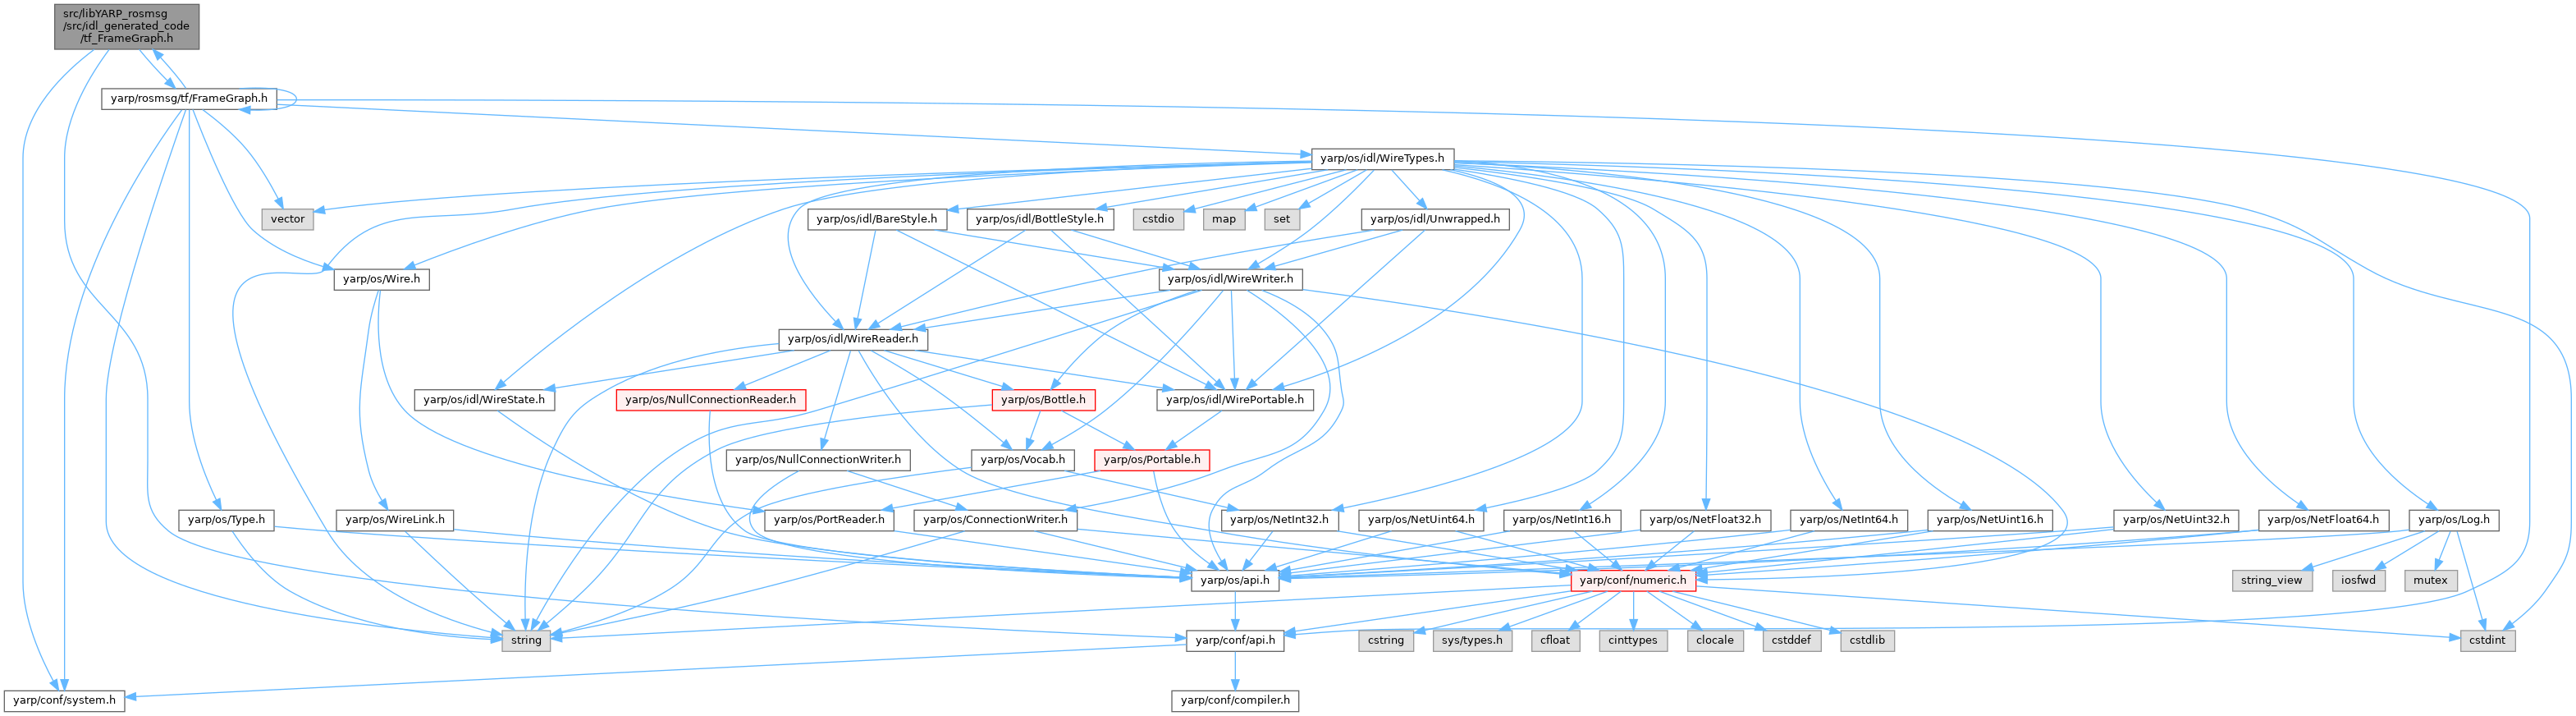 src/libYARP_rosmsg
/src/idl_generated_code
/tf_FrameGraph.h
yarp/rosmsg/tf/FrameGraph.h
yarp/os/idl/WireTypes.h
vector
yarp/os/idl/BareStyle.h
yarp/os/idl/BottleStyle.h
cstdio
map
set
yarp/os/idl/Unwrapped.h
yarp/os/Wire.h
yarp/os/idl/WireWriter.h
yarp/os/idl/WireReader.h
yarp/os/idl/WireState.h
yarp/os/NullConnectionReader.h
yarp/os/Bottle.h
yarp/os/idl/WirePortable.h
yarp/os/NullConnectionWriter.h
yarp/os/Vocab.h
yarp/os/Portable.h
yarp/os/Type.h
yarp/os/WireLink.h
yarp/os/PortReader.h
yarp/os/ConnectionWriter.h
yarp/os/NetInt32.h
yarp/os/NetUint64.h
yarp/os/NetInt16.h
yarp/os/NetFloat32.h
yarp/os/NetInt64.h
yarp/os/NetUint16.h
yarp/os/NetUint32.h
yarp/os/NetFloat64.h
yarp/os/Log.h
yarp/os/api.h
yarp/conf/numeric.h
string_view
iosfwd
mutex
string
yarp/conf/api.h
cstring
sys/types.h
cfloat
cinttypes
clocale
cstddef
cstdlib
cstdint
yarp/conf/system.h
yarp/conf/compiler.h